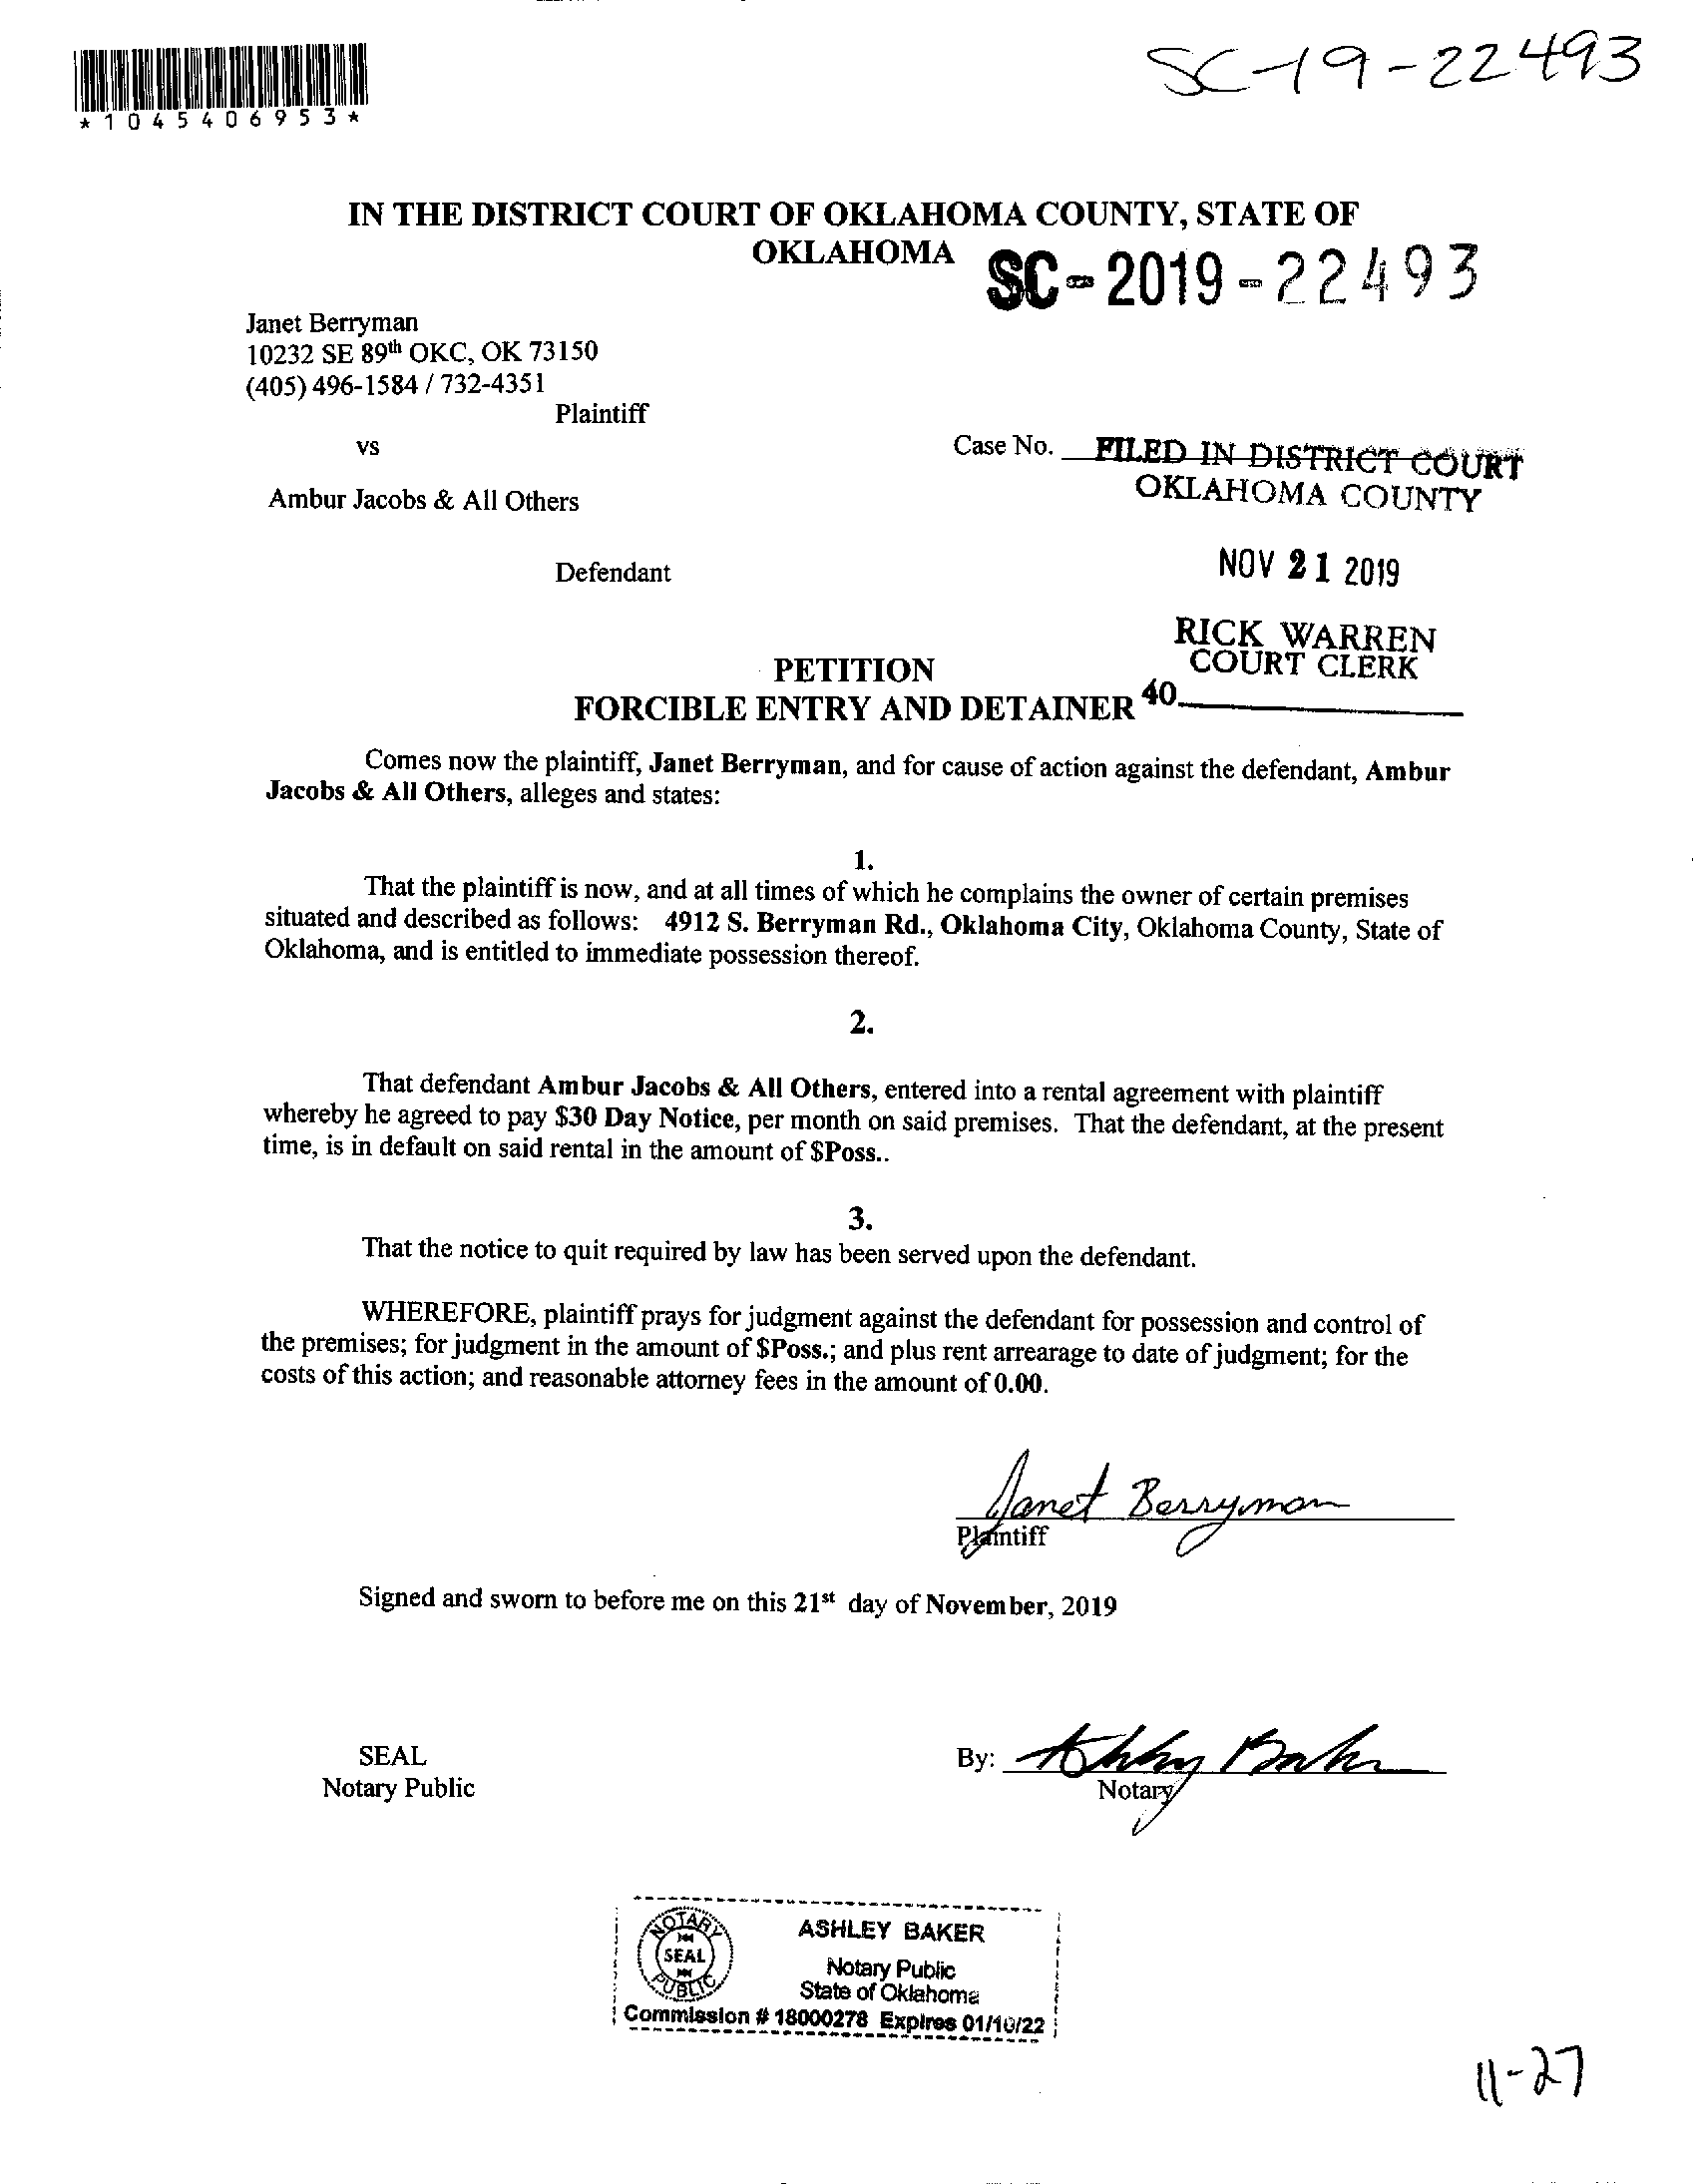 SC-19-22493
*1045406953*
IN THE DISTRICT COURT OF OKLAHOMA COUNTY, STATE OF
OKLAHOMA
SC-2019-22493
Janet Berryman
10232 SE 89th OKC, OK 73150
(405) 496-1584 / 732-4351
Plaintiff
vs
Case No.
FILED IN DISTRICT COURT
OKLAHOMA COUNTY
Ambur Jacobs & All Others
Defendant
NOV 21 2019
RICK WARREN
COURT CLERK
40
PETITION
FORCIBLE ENTRY AND DETAINER
Comes now the plaintiff, Janet Berryman, and for cause of action against the defendant, Ambur
Jacobs & All Others, alleges and states:
1.
That the plaintiff is now, and at all times of which he complains the owner of certain premises
situated and described as follows: 4912 S. Berryman Rd., Oklahoma City, Oklahoma County, State of
Oklahoma, and is entitled to immediate possession thereof.
2.
That defendant Ambur Jacobs & All Others, entered into a rental agreement with plaintiff
whereby he agreed to pay $30 Day Notice, per month on said premises. That the defendant, at the present
time, is in default on said rental in the amount of $Poss..
3.
That the notice to quit required by law has been served upon the defendant.
WHEREFORE, plaintiff prays for judgment against the defendant for possession and control of
the premises; for judgment in the amount of $Poss.; and plus rent arrearage to date of judgment; for the
costs of this action; and reasonable attorney fees in the amount of 0.00.
Janet Berryman
Plaintiff
Signed and sworn to before me on this 21st day of November, 2019
SEAL
Notary Public
By: Ashley Baker
Notary
NOTARY
SEAL
PUBLIC
ASHLEY BAKER
Notary Public
State of Oklahoma
Commission # 18000278 Expires 01/10/22
11-27